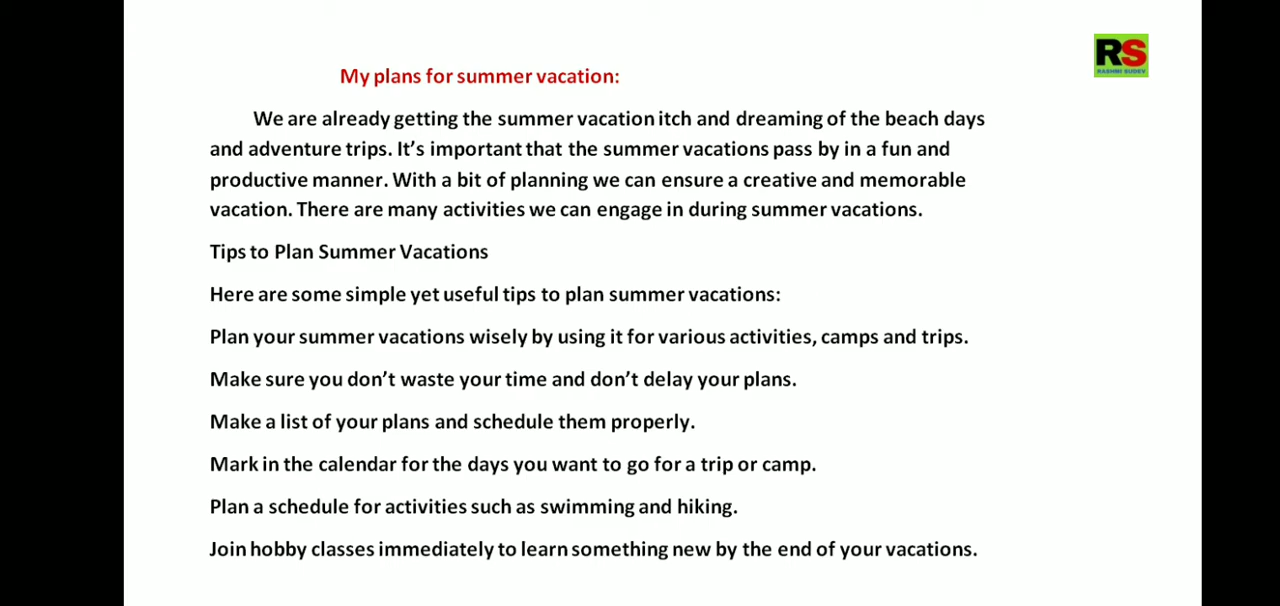 RS
RASHMI SUDEV
My plans for summer vacation:
We are already getting the summer vacation itch and dreaming of the beach days
and adventure trips. It’s important that the summer vacations pass by in a fun and
productive manner. With a bit of planning we can ensure a creative and memorable
vacation. There are many activities we can engage in during summer vacations.
Tips to Plan Summer Vacations
Here are some simple yet useful tips to plan summer vacations:
Plan your summer vacations wisely by using it for various activities, camps and trips.
Make sure you don’t waste your time and don’t delay your plans.
Make a list of your plans and schedule them properly.
Mark in the calendar for the days you want to go for a trip or camp.
Plan a schedule for activities such as swimming and hiking.
Join hobby classes immediately to learn something new by the end of your vacations.